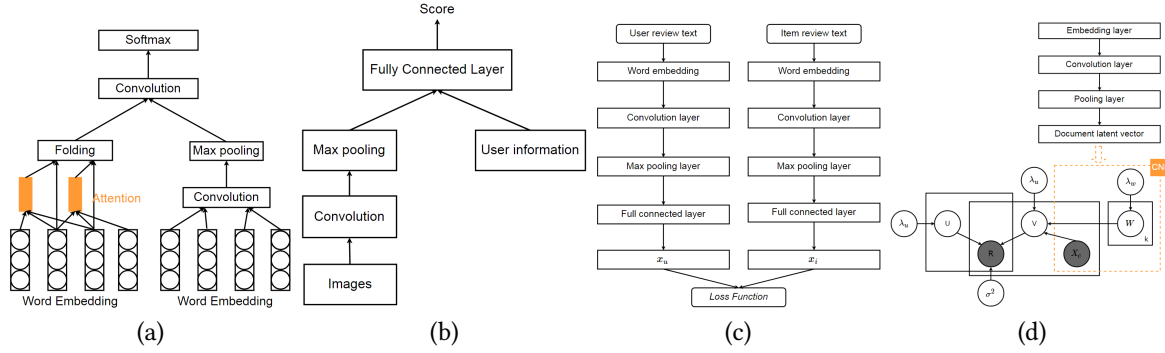 Softmax
Convolution
Folding
Max pooling
Attention
Convolution
Word Embedding
Word Embedding
(a)
Score
Fully Connected Layer
Max pooling
User information
Convolution
Images
(b)
User review text
Item review text
Word embedding
Word embedding
Convolution layer
Convolution layer
Max pooling layer
Max pooling layer
Full connected layer
Full connected layer
x_u
x_i
Loss Function
(c)
Embedding layer
Convolution layer
Pooling layer
Document latent vector
CN
λ_u
λ_w
λ_u
U
V
W
k
R
σ²
(d)